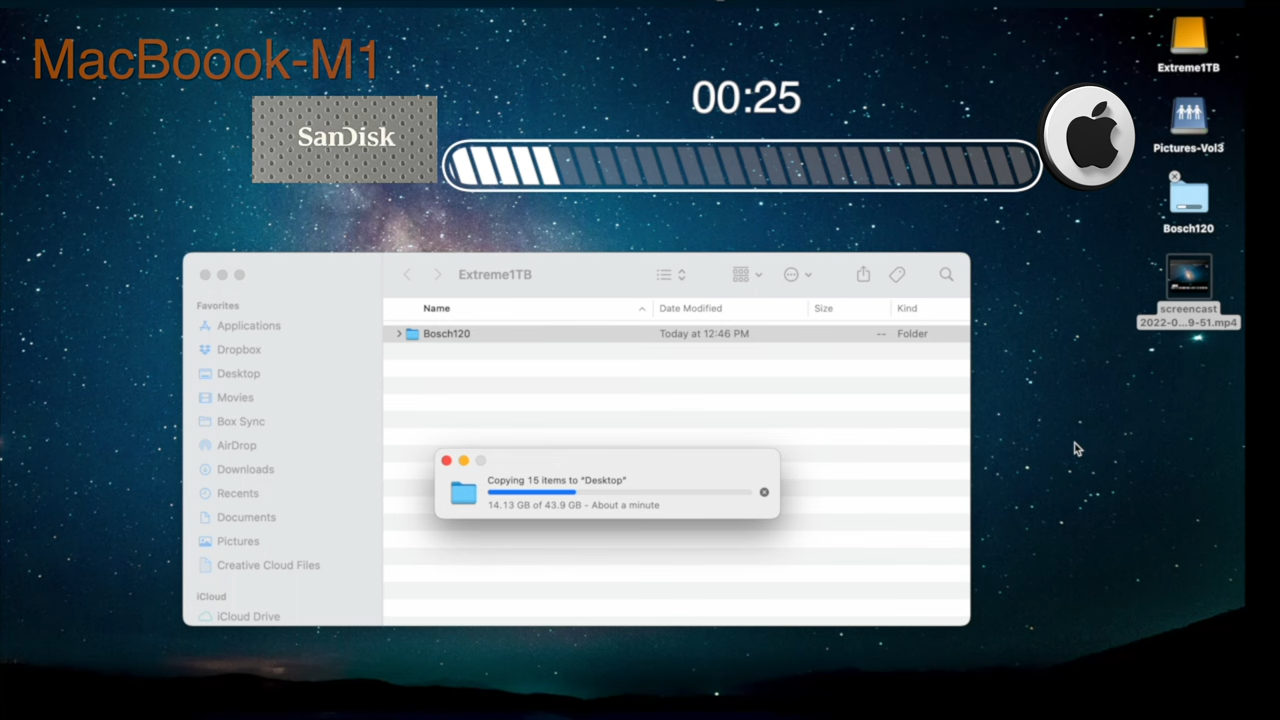 MacBoook-M1
SanDisk
00:25
Extreme1TB
Pictures-Vol3
Bosch120
screencast
2022-0...9-51.mp4
Extreme1TB
Favorites
Applications
Dropbox
Desktop
Movies
Box Sync
AirDrop
Downloads
Recents
Documents
Pictures
Creative Cloud Files
iCloud
iCloud Drive
Name Date Modified Size Kind
Bosch120 Today at 12:46 PM -- Folder
Copying 15 items to "Desktop"
14.13 GB of 43.9 GB - About a minute